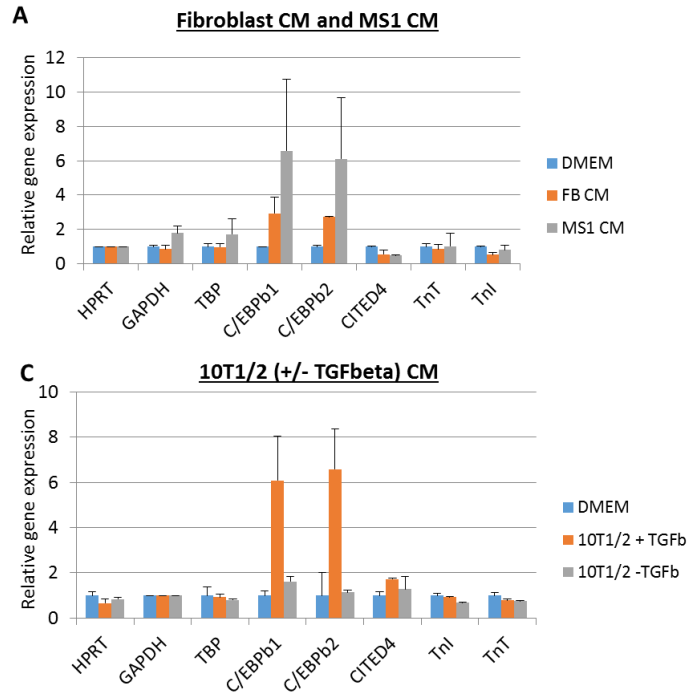 A
Fibroblast CM and MS1 CM
Relative gene expression
12
10
8
6
4
2
0
HPRT
GAPDH
TBP
C/EBPb1
C/EBPb2
CITED4
TnT
TnI
DMEM
FB CM
MS1 CM
C
10T1/2 (+/- TGFbeta) CM
Relative gene expression
10
8
6
4
2
0
HPRT
GAPDH
TBP
C/EBPb1
C/EBPb2
CITED4
TnI
TnT
DMEM
10T1/2 + TGFb
10T1/2 -TGFb